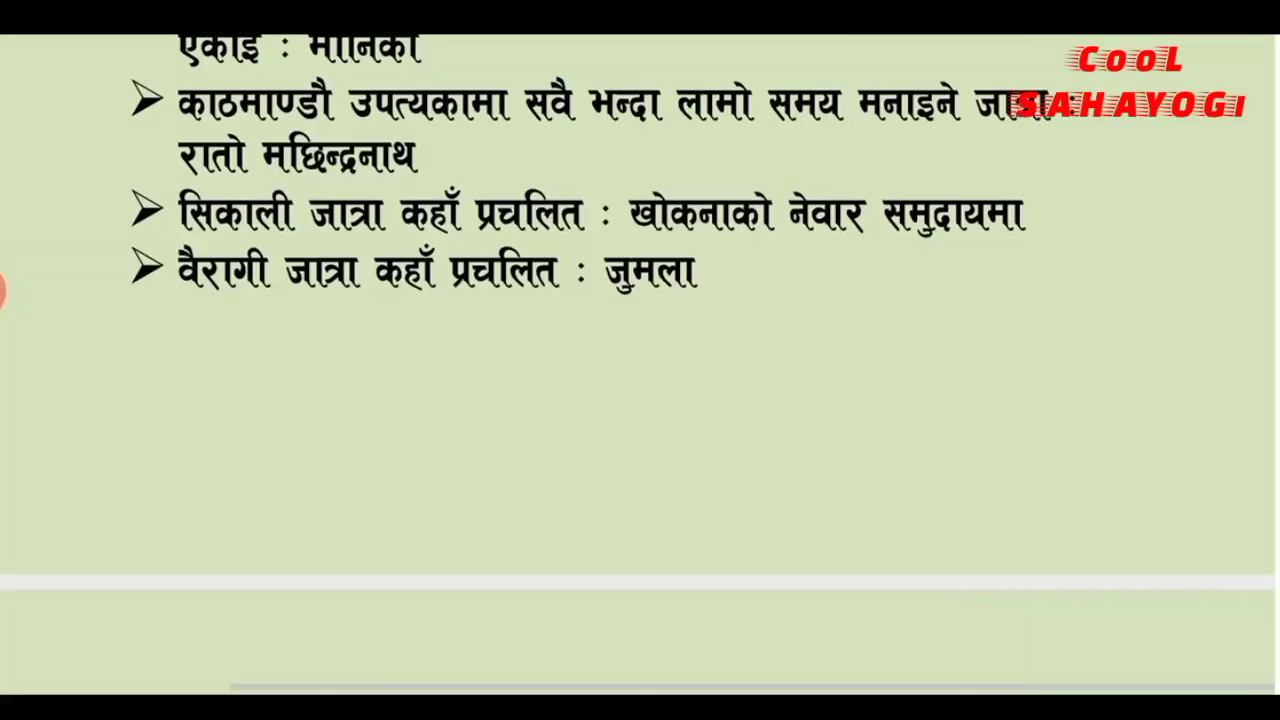 एकाइ : मानिका
CooL
काठमाण्डौ उपत्यकामा सवै भन्दा लामो समय मनाइने जात्रा :
SAHAYOGI
रातो मछिन्द्रनाथ
सिकाली जात्रा कहाँ प्रचलित : खोकनाको नेवार समुदायमा
वैरागी जात्रा कहाँ प्रचलित : जुमला